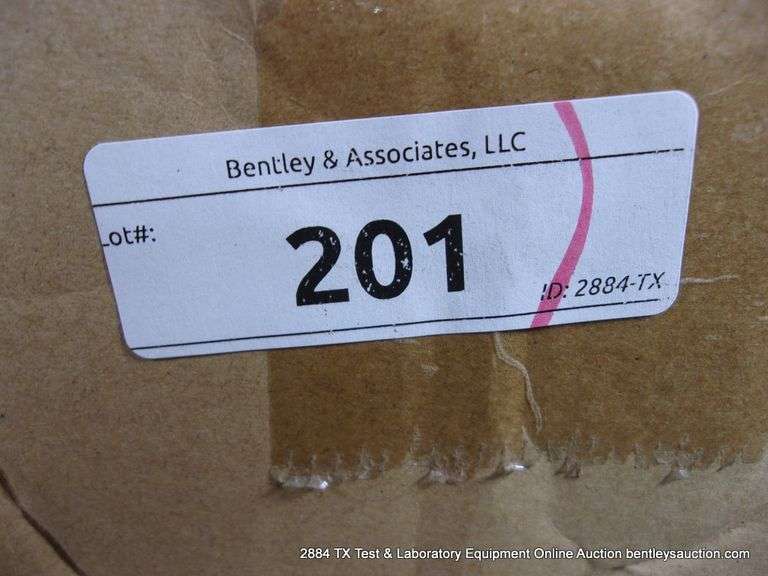 Bentley & Associates, LLC
Lot#:
201
ID: 2884-TX
2884 TX Test & Laboratory Equipment Online Auction bentleysauction.com